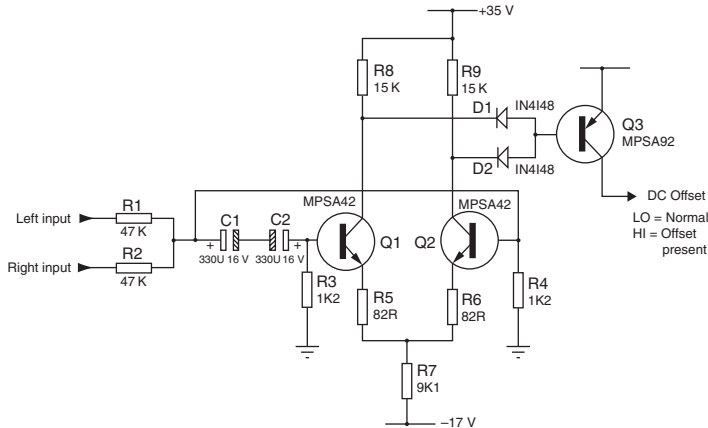 +35 V
R8
15 K
R9
15 K
D1
IN4I48
Q3
MPSA92
D2
IN4I48
DC Offset
LO = Normal
HI = Offset
present
MPSA42
MPSA42
R1
Left input
47 K
C1
C2
Q1
Q2
R2
+
+
330U 16 V
330U 16 V
Right input
47 K
R3
1K2
R4
1K2
R5
82R
R6
82R
R7
9K1
–17 V